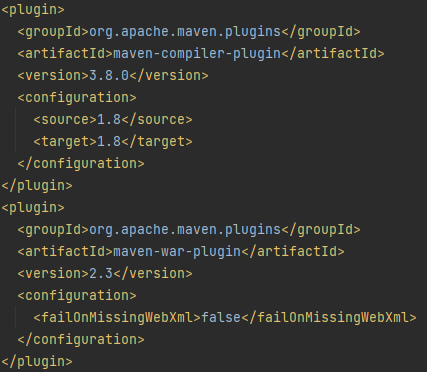 <plugin>
<groupId>org.apache.maven.plugins</groupId>
<artifactId>maven-compiler-plugin</artifactId>
<version>3.8.0</version>
<configuration>
<source>1.8</source>
<target>1.8</target>
</configuration>
</plugin>
<plugin>
<groupId>org.apache.maven.plugins</groupId>
<artifactId>maven-war-plugin</artifactId>
<version>2.3</version>
<configuration>
<failOnMissingWebXml>false</failOnMissingWebXml>
</configuration>
</plugin>